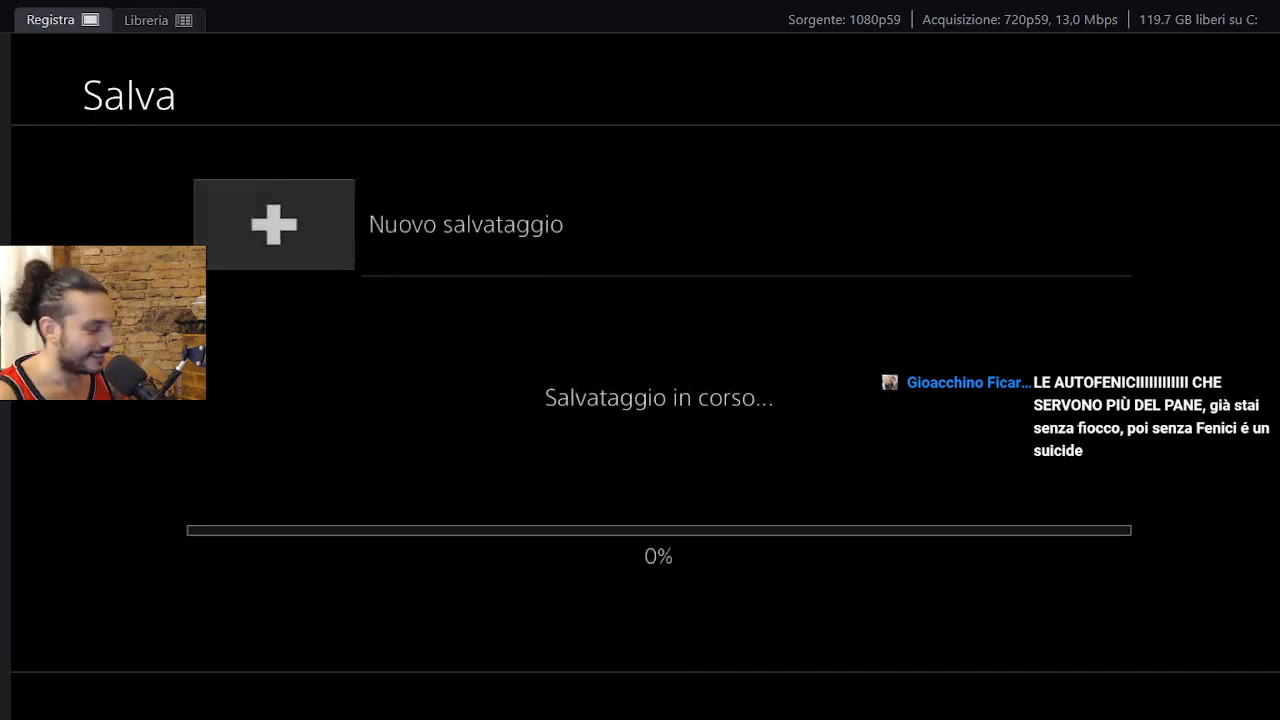 Registra
Libreria
Sorgente: 1080p59
Acquisizione: 720p59, 13,0 Mbps
119.7 GB liberi su C:
Salva
Nuovo salvataggio
Salvataggio in corso...
Gioacchino Ficar...
LE AUTOFENICIIIIIIIIIIII CHE
SERVONO PIÙ DEL PANE, già stai
senza fiocco, poi senza Fenici é un
suicide
0%